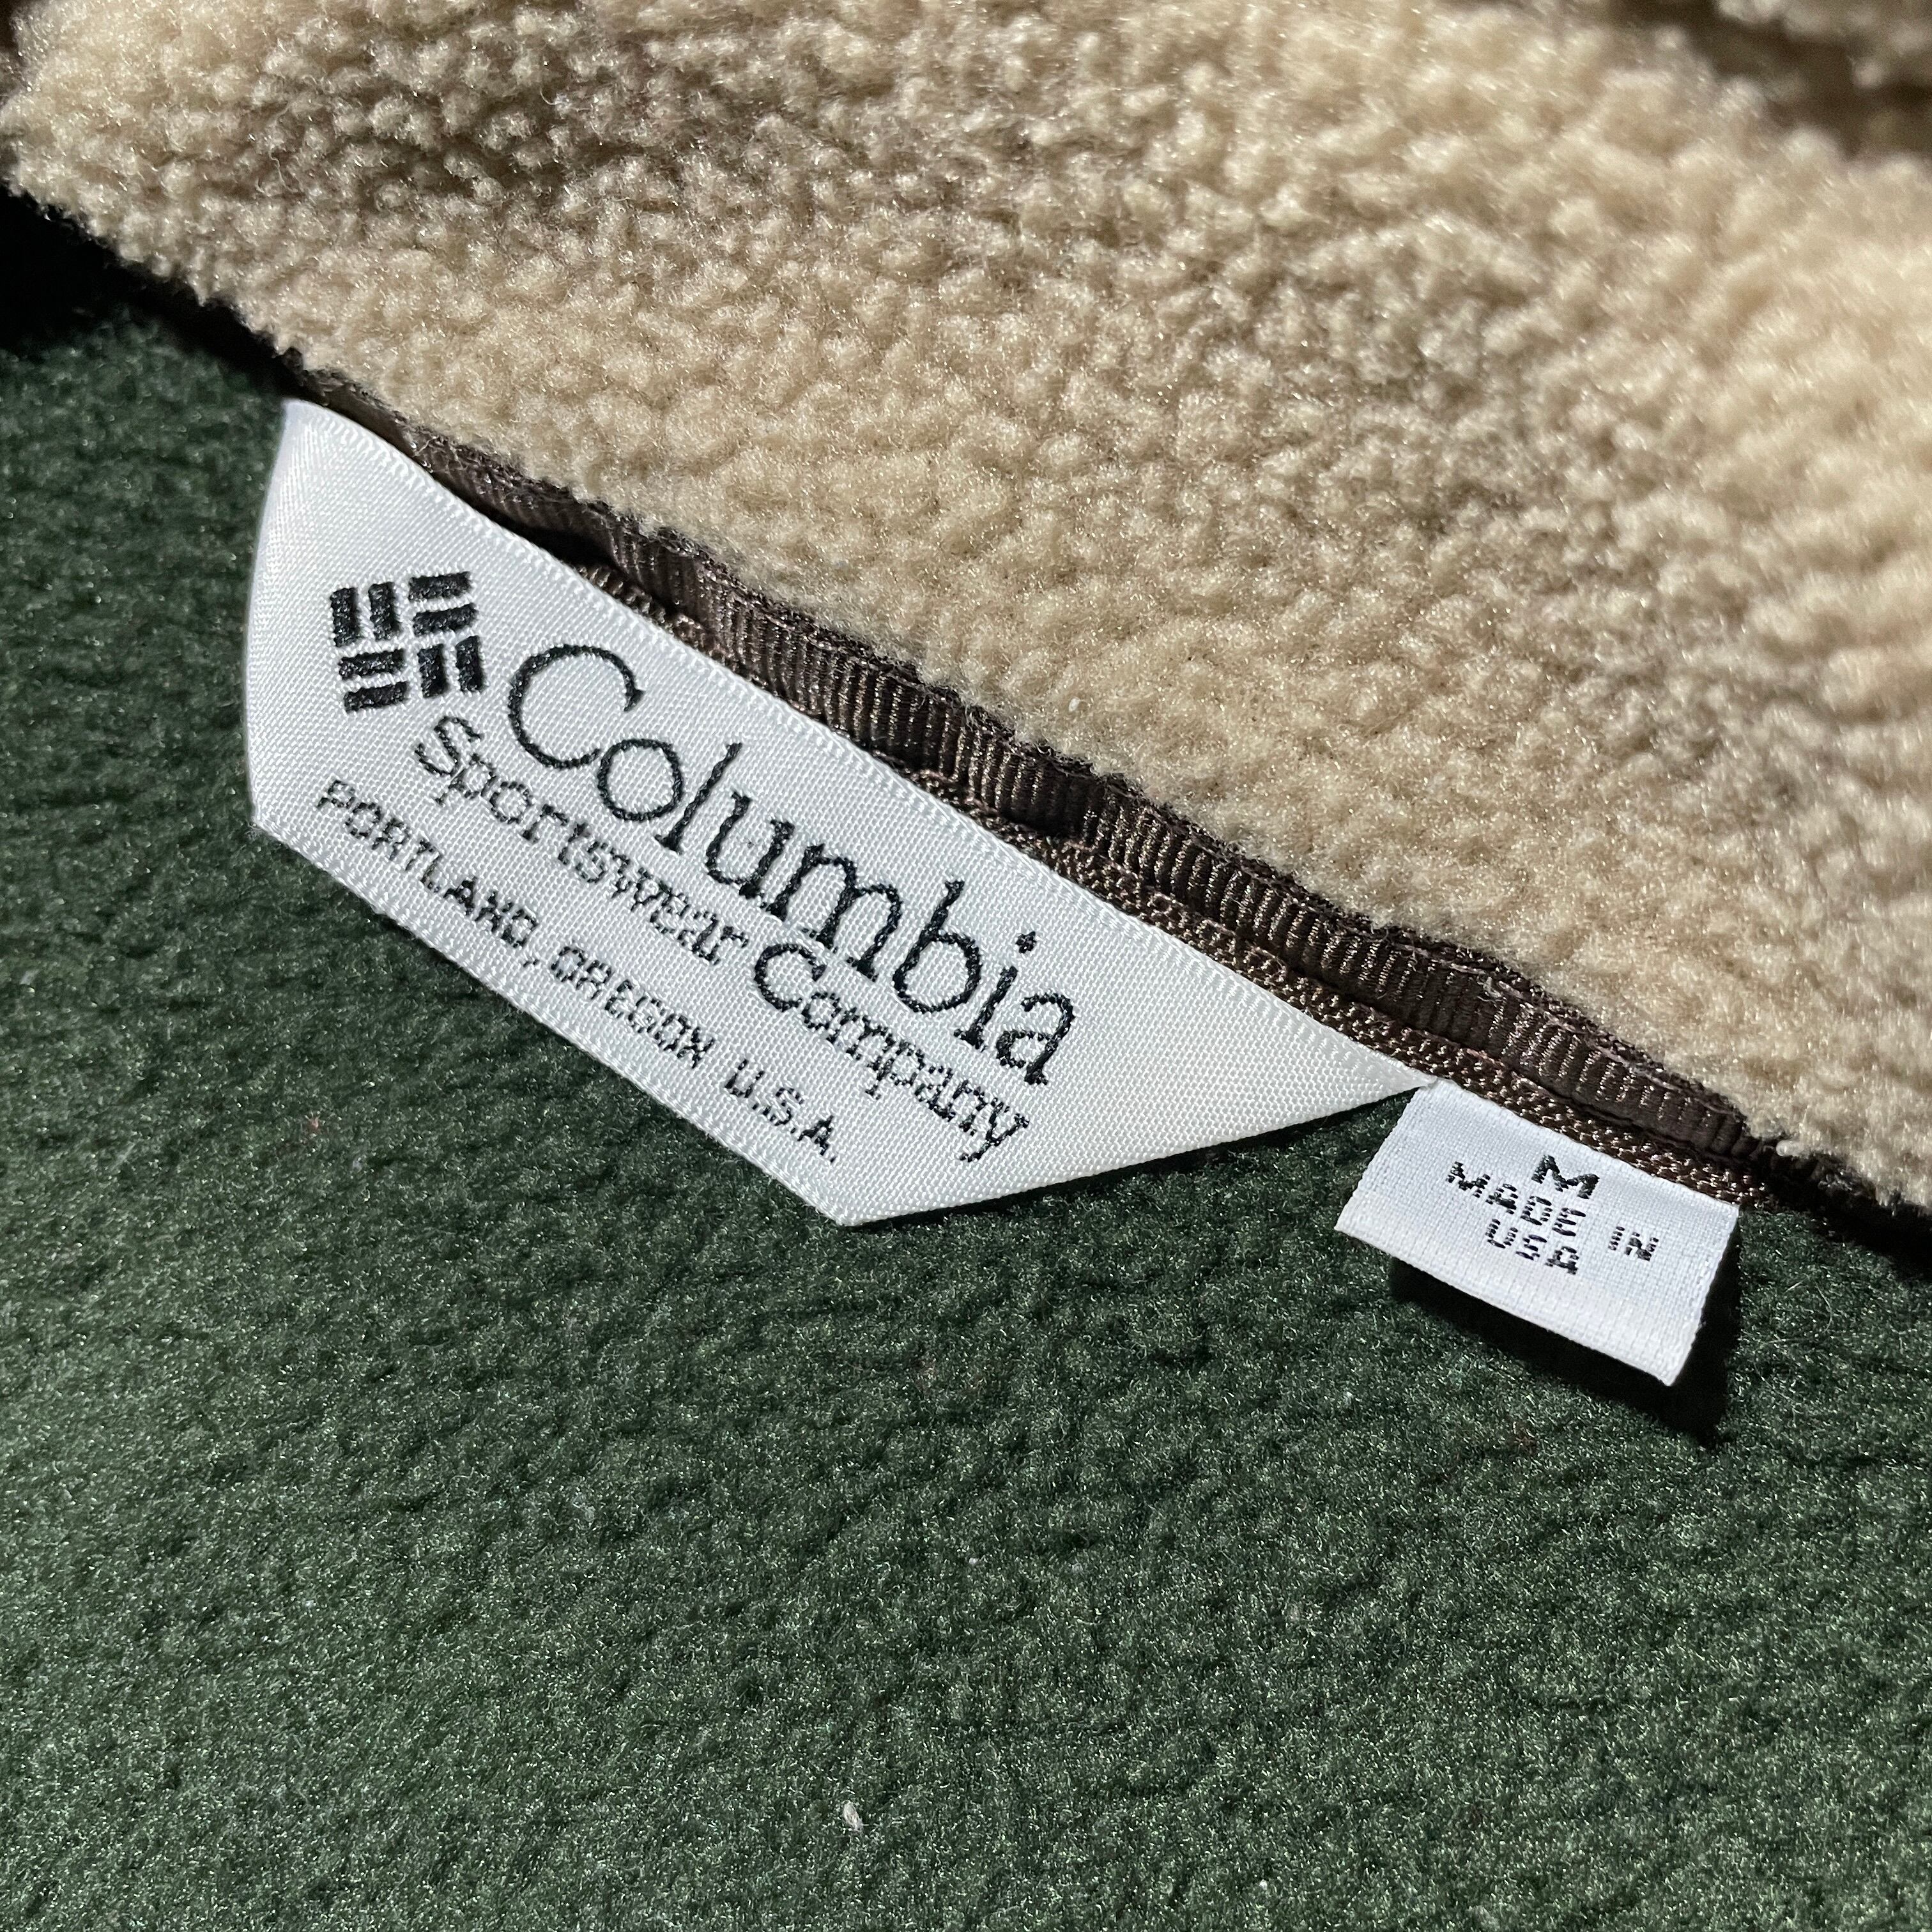 Columbia
Sportswear Company
PORTLAND, OREGON U.S.A.
M
MADE IN
USA